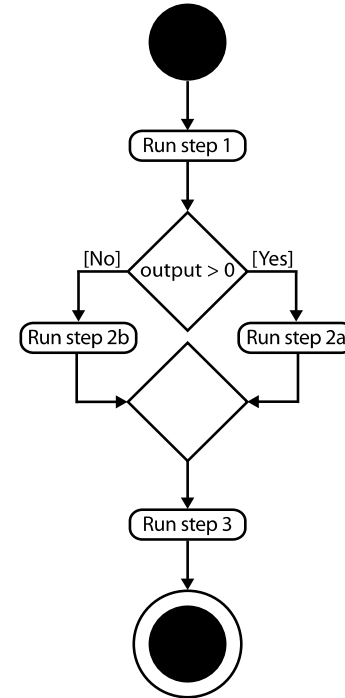 Run step 1
[No]
output > 0
[Yes]
Run step 2b
Run step 2a
Run step 3